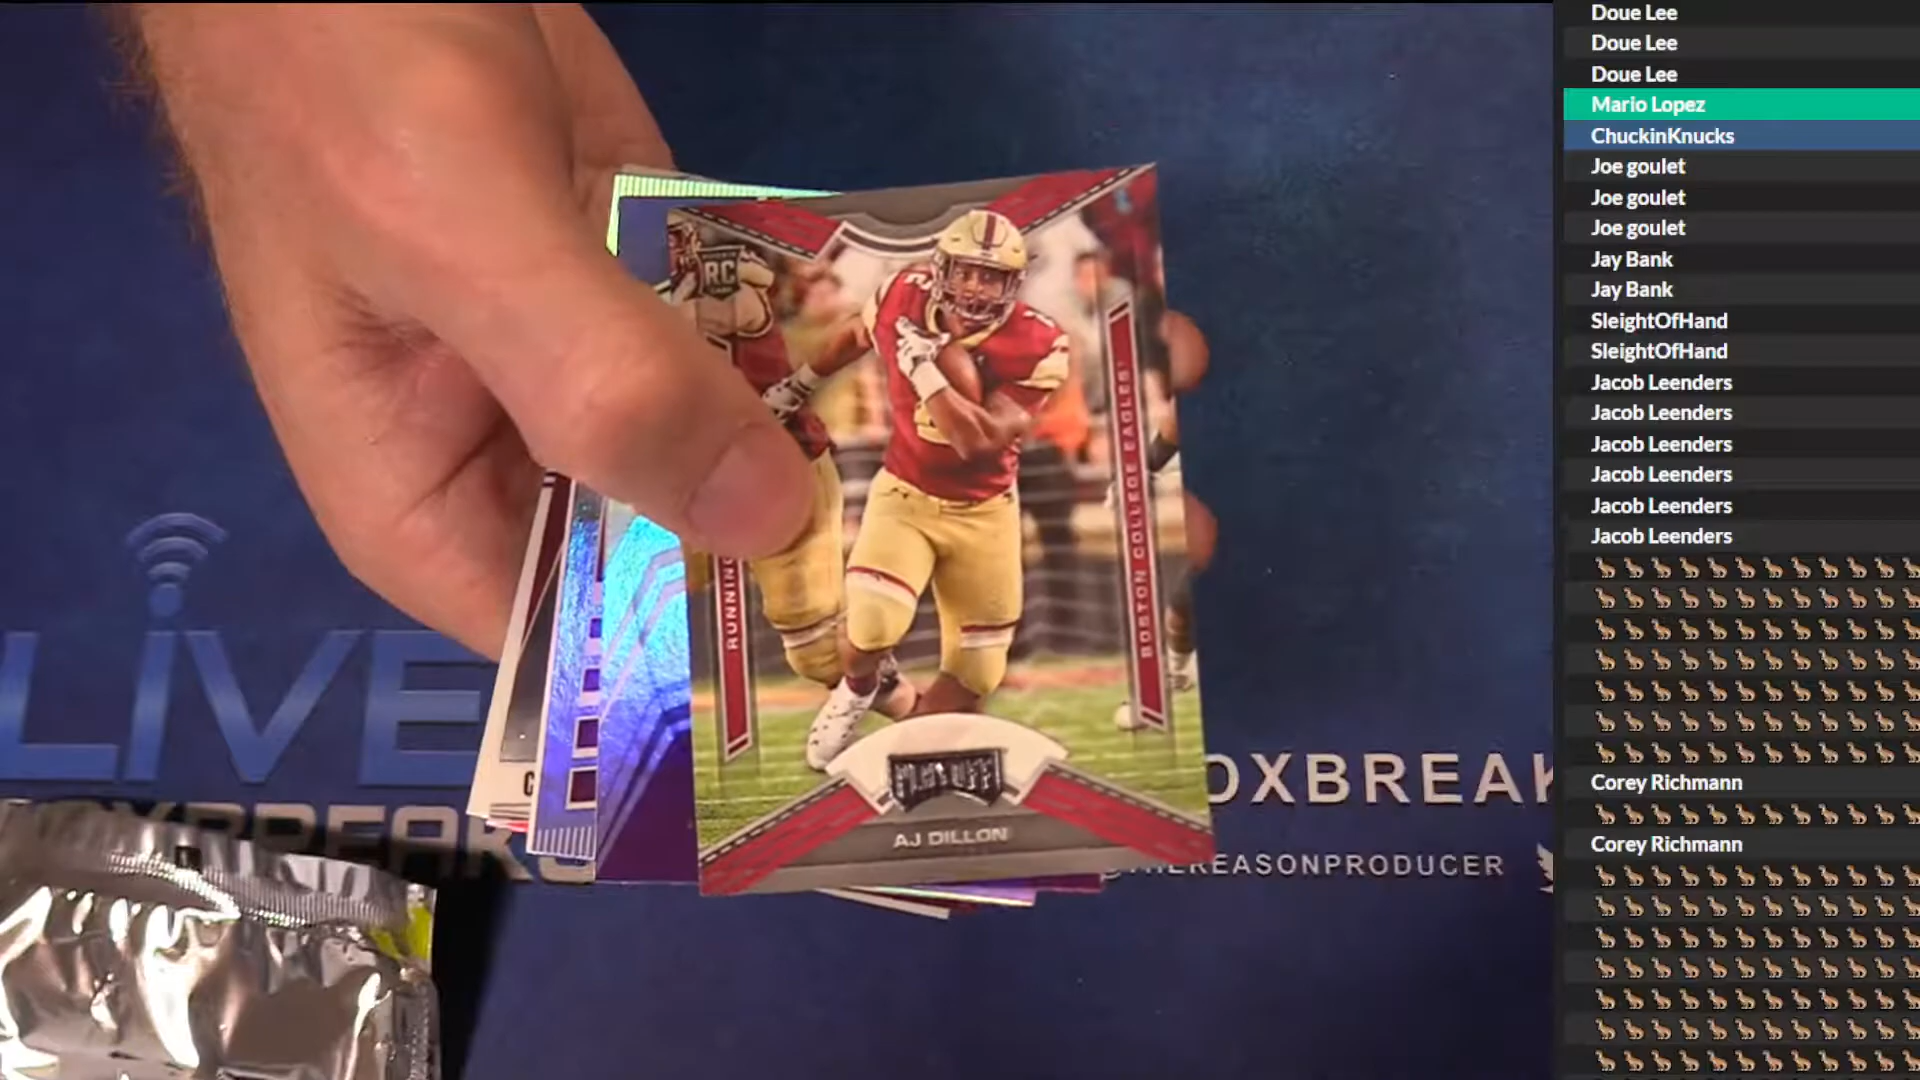 Doue Lee
Doue Lee
Doue Lee
Mario Lopez
ChuckinKnucks
Joe goulet
Joe goulet
Joe goulet
Jay Bank
Jay Bank
SleightOfHand
SleightOfHand
Jacob Leenders
Jacob Leenders
Jacob Leenders
Jacob Leenders
Jacob Leenders
Jacob Leenders
Corey Richmann
Corey Richmann
RC
RUNNING
BOSTON COLLEGE EAGLES
PLAYOFF
AJ DILLON
LIVE
OXBREAK
REASONPRODUCER